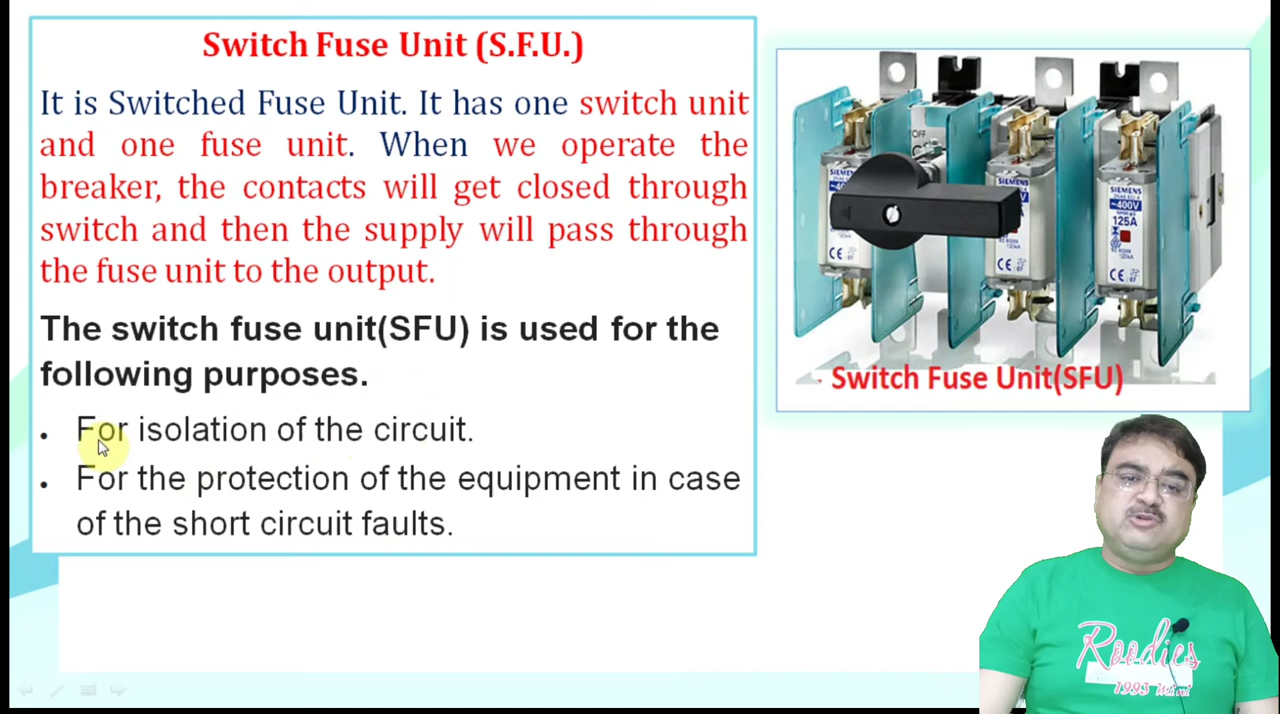 Switch Fuse Unit (S.F.U.)
It is Switched Fuse Unit. It has one switch unit
and one fuse unit. When we operate the
breaker, the contacts will get closed through
switch and then the supply will pass through
the fuse unit to the output.
The switch fuse unit(SFU) is used for the
following purposes.
• For isolation of the circuit.
• For the protection of the equipment in case
of the short circuit faults.
OFF
SIEMENS
~400V
SIEMENS
~400V
125A
CE
CE
CE
Switch Fuse Unit(SFU)
Roodies
1993